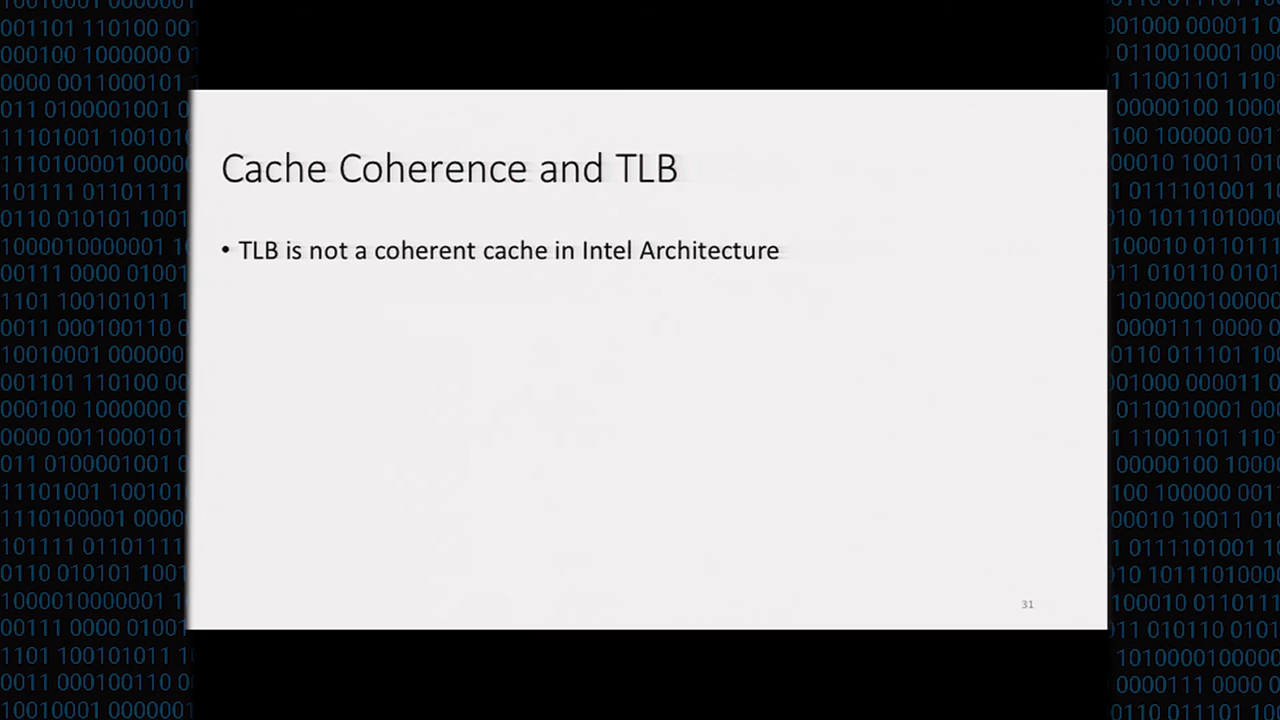 Cache Coherence and TLB
• TLB is not a coherent cache in Intel Architecture
31